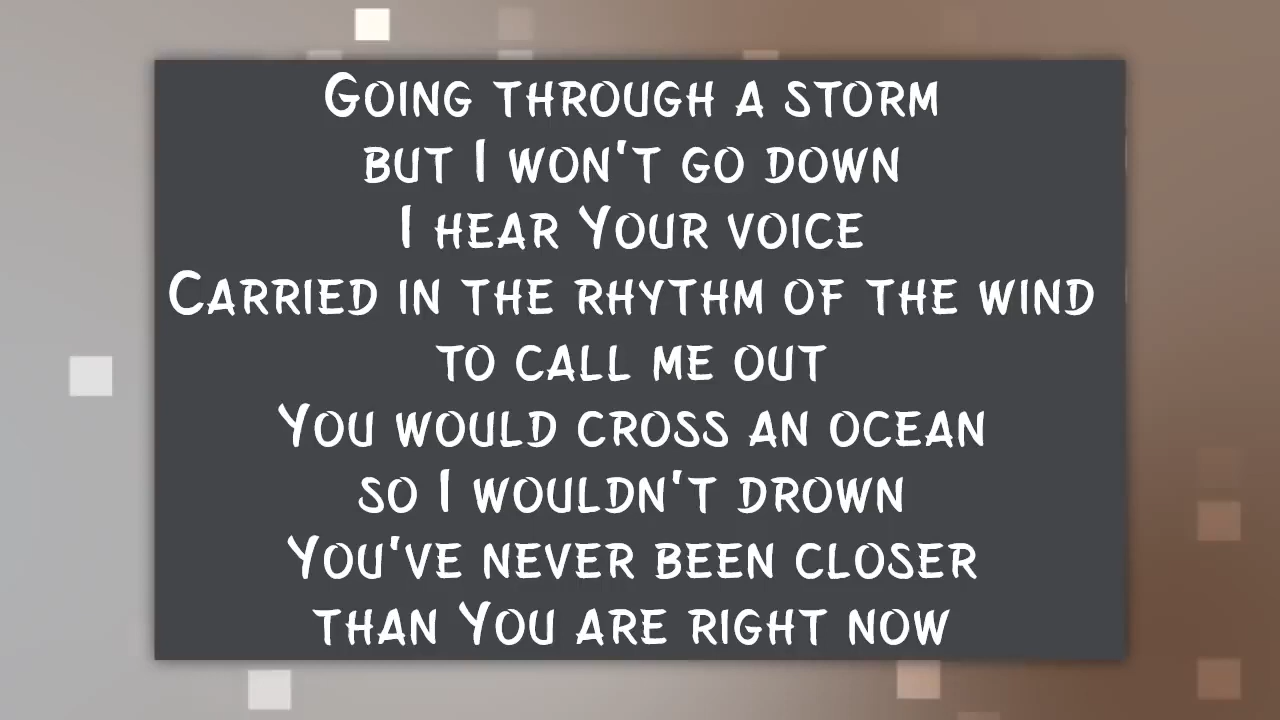 Going through a storm
but I won't go down
I hear Your voice
Carried in the rhythm of the wind
to call me out
You would cross an ocean
so I wouldn't drown
You've never been closer
than You are right now